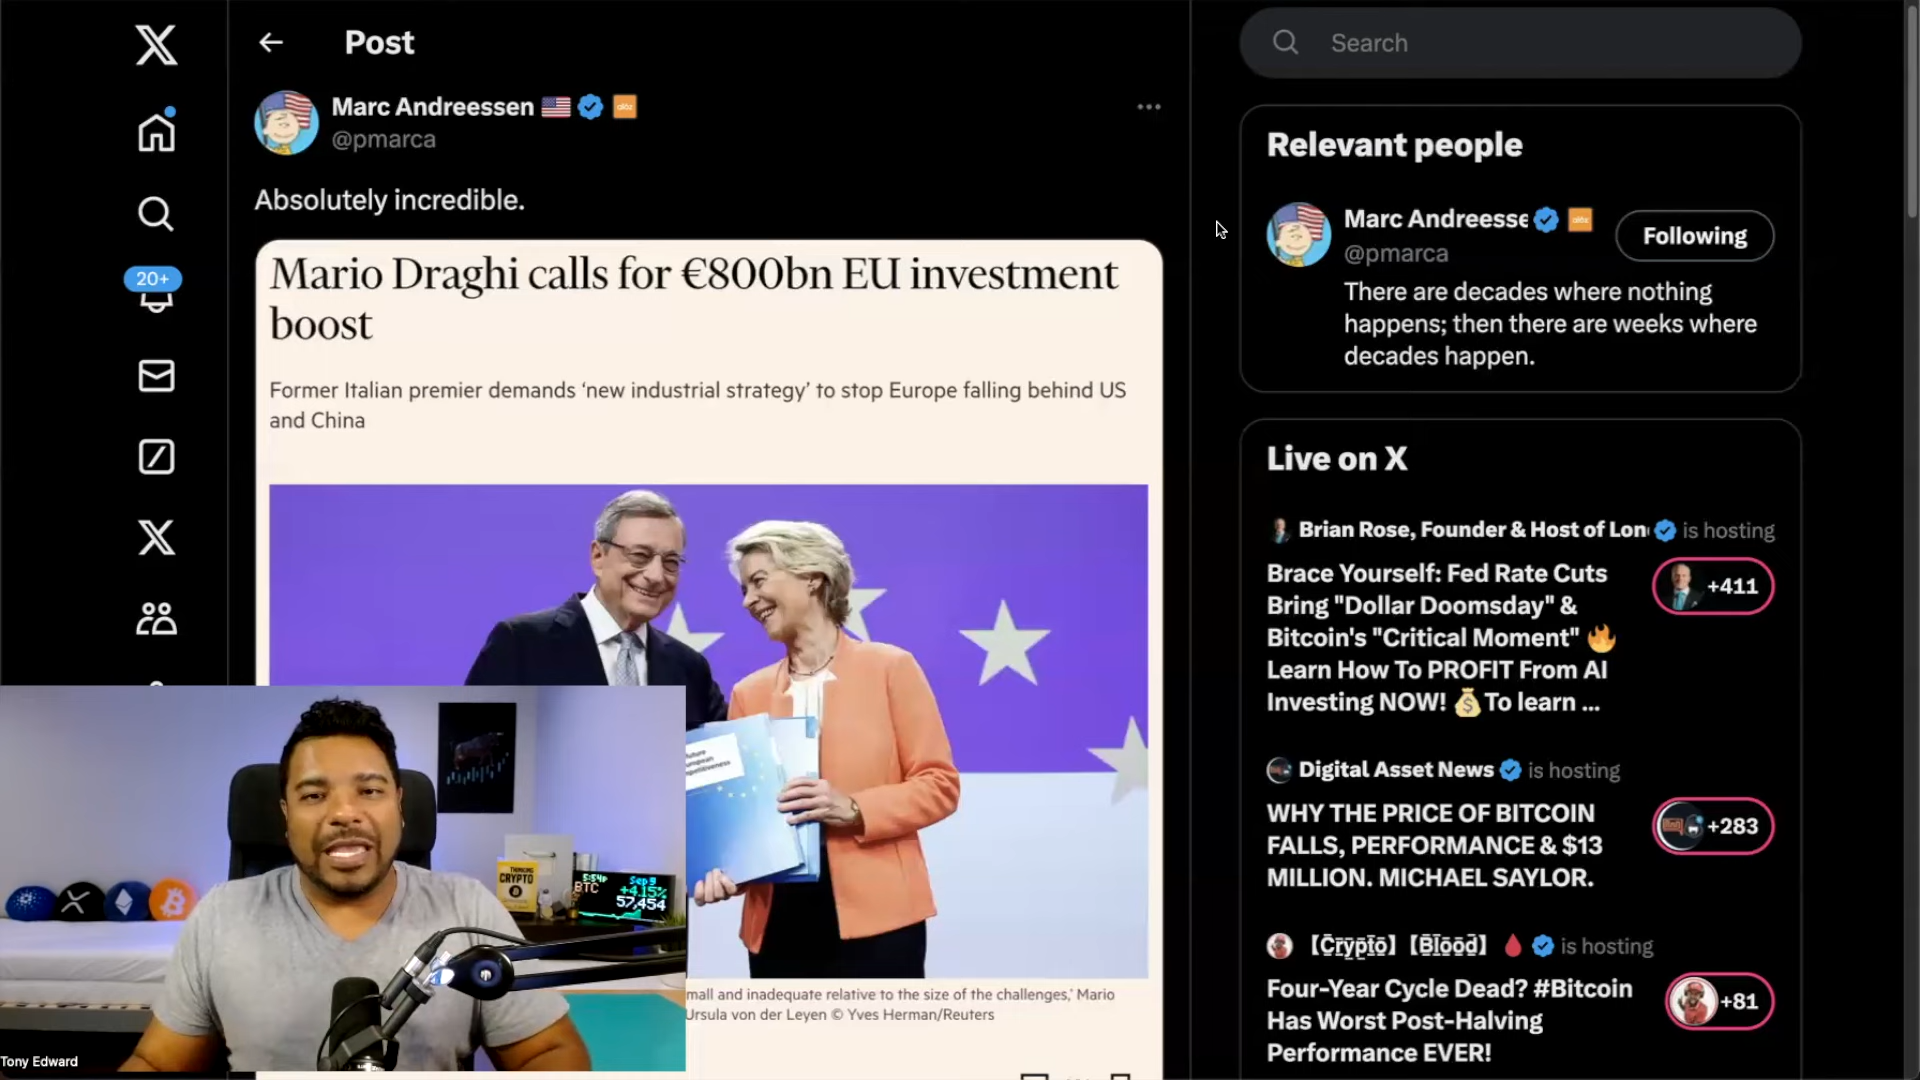 Post
Search
Marc Andreessen
@pmarca
Absolutely incredible.
Mario Draghi calls for €800bn EU investment
boost
Former Italian premier demands ‘new industrial strategy’ to stop Europe falling behind US
and China
20+
mall and inadequate relative to the size of the challenges,’ Mario
Ursula von der Leyen © Yves Herman/Reuters
THINKING
CRYPTO
5:54P Sep 9
BTC +4.15%
57,454
Tony Edward
Relevant people
Marc Andreesse
Following
@pmarca
There are decades where nothing
happens; then there are weeks where
decades happen.
Live on X
Brian Rose, Founder & Host of Lon is hosting
Brace Yourself: Fed Rate Cuts
Bring "Dollar Doomsday" &
Bitcoin's "Critical Moment" 🔥
Learn How To PROFIT From AI
Investing NOW! 💰To learn ...
+411
Digital Asset News is hosting
WHY THE PRICE OF BITCOIN
FALLS, PERFORMANCE & $13
MILLION. MICHAEL SAYLOR.
+283
【C̄r̄ȳp̄t̄ō】【B̄l̄ōōd̄】🩸 is hosting
Four-Year Cycle Dead? #Bitcoin
Has Worst Post-Halving
Performance EVER!
+81